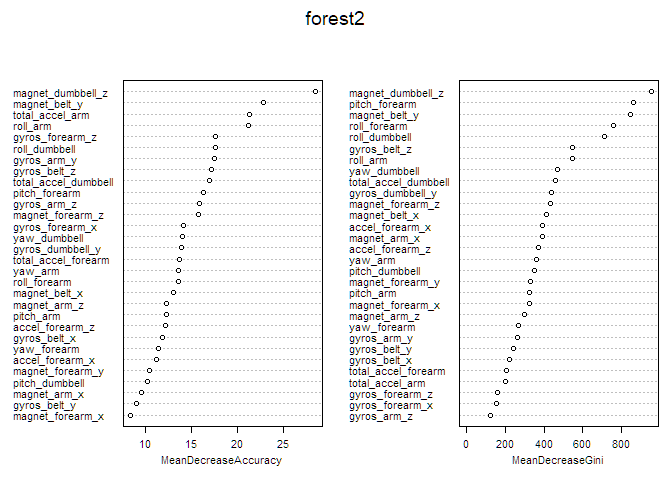 forest2
magnet_dumbbell_z
magnet_belt_y
total_accel_arm
roll_arm
gyros_forearm_z
roll_dumbbell
gyros_arm_y
gyros_belt_z
total_accel_dumbbell
pitch_forearm
gyros_arm_z
magnet_forearm_z
gyros_forearm_x
yaw_dumbbell
gyros_dumbbell_y
total_accel_forearm
yaw_arm
roll_forearm
magnet_belt_x
magnet_arm_z
pitch_arm
accel_forearm_z
gyros_belt_x
yaw_forearm
accel_forearm_x
magnet_forearm_y
pitch_dumbbell
magnet_arm_x
gyros_belt_y
magnet_forearm_x
10 15 20 25
MeanDecreaseAccuracy
magnet_dumbbell_z
pitch_forearm
magnet_belt_y
roll_forearm
roll_dumbbell
gyros_belt_z
roll_arm
yaw_dumbbell
total_accel_dumbbell
gyros_dumbbell_y
magnet_forearm_z
magnet_belt_x
accel_forearm_x
magnet_arm_x
accel_forearm_z
yaw_arm
pitch_dumbbell
magnet_forearm_y
pitch_arm
magnet_forearm_x
magnet_arm_z
yaw_forearm
gyros_arm_y
gyros_belt_y
gyros_belt_x
total_accel_forearm
total_accel_arm
gyros_forearm_z
gyros_forearm_x
gyros_arm_z
0 200 400 600 800
MeanDecreaseGini